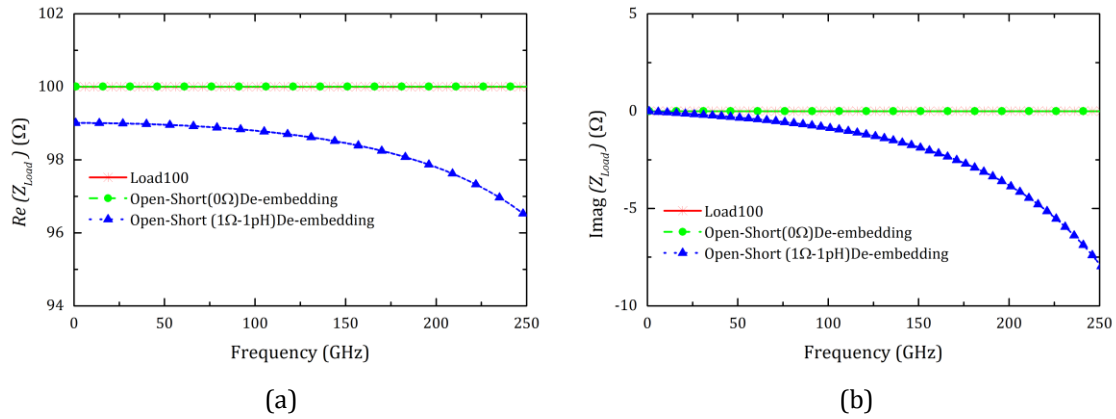 102
100
98
96
94
Re (Z_Load) (Ω)
Load100
Open-Short(0Ω)De-embedding
Open-Short (1Ω-1pH)De-embedding
0 50 100 150 200 250
Frequency (GHz)
(a)
5
0
-5
-10
Imag (Z_Load) (Ω)
Load100
Open-Short(0Ω)De-embedding
Open-Short (1Ω-1pH)De-embedding
0 50 100 150 200 250
Frequency (GHz)
(b)